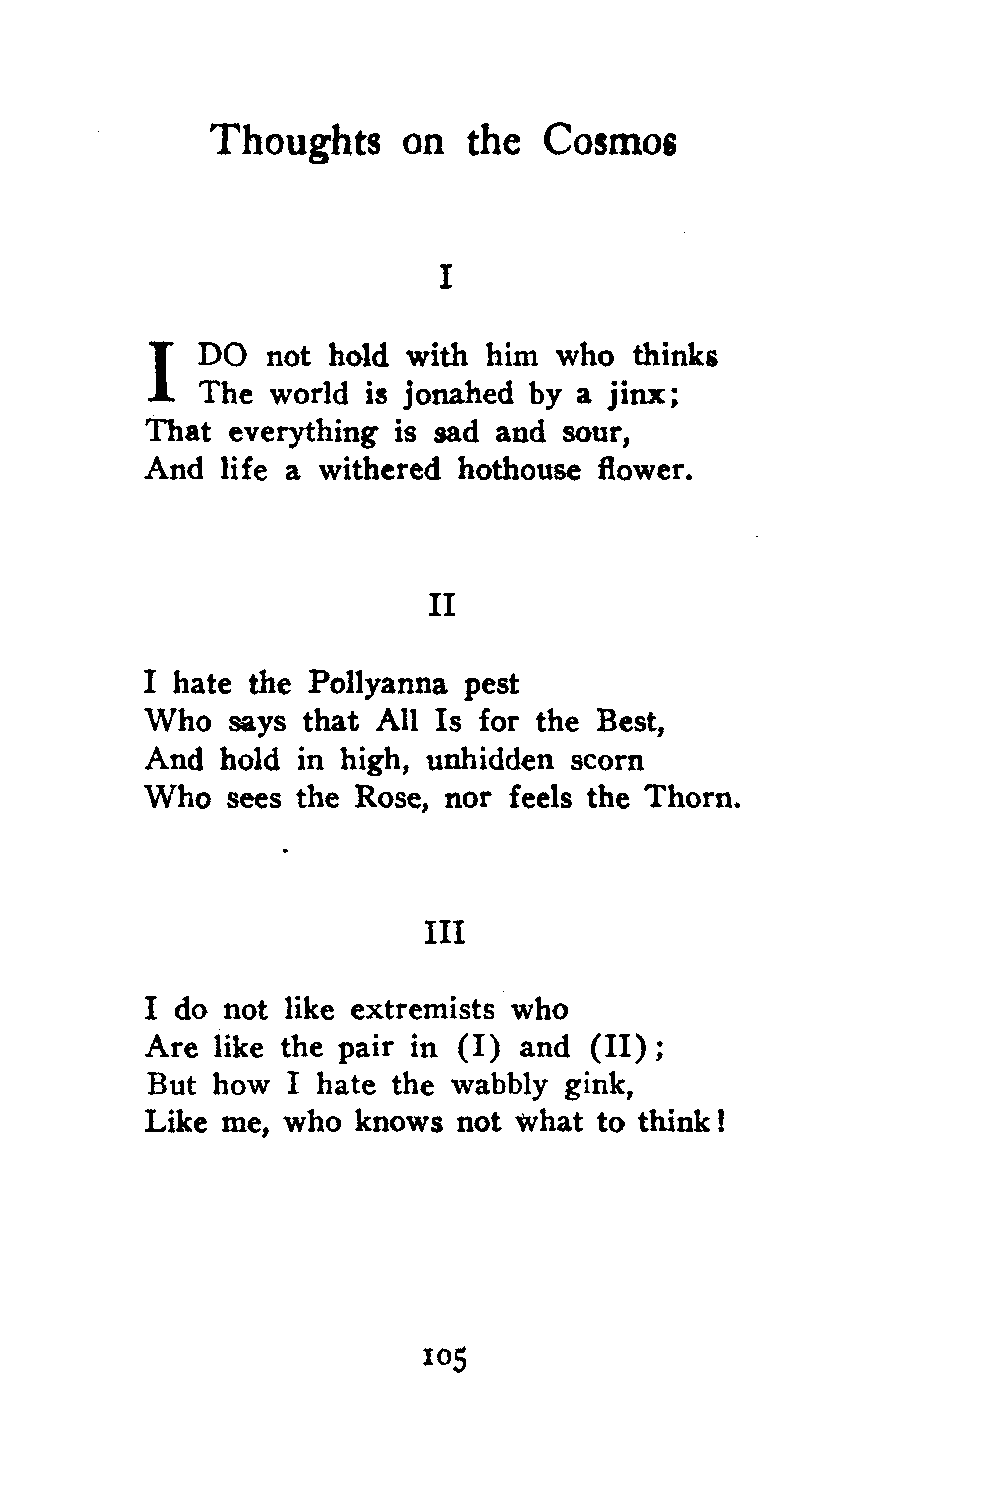 Thoughts on the Cosmos
I
I DO not hold with him who thinks
The world is jonahed by a jinx;
That everything is sad and sour,
And life a withered hothouse flower.
II
I hate the Pollyanna pest
Who says that All Is for the Best,
And hold in high, unhidden scorn
Who sees the Rose, nor feels the Thorn.
III
I do not like extremists who
Are like the pair in (I) and (II);
But how I hate the wabbly gink,
Like me, who knows not what to think!
105